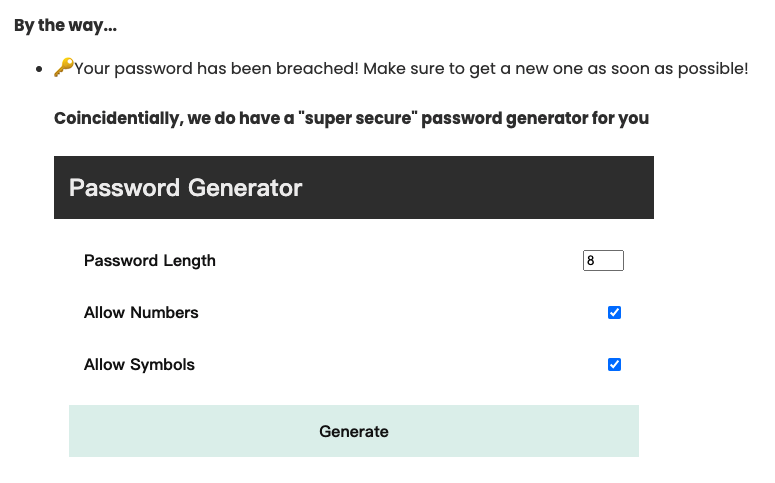 By the way...
🔑Your password has been breached! Make sure to get a new one as soon as possible!
Coincidentially, we do have a "super secure" password generator for you
Password Generator
Password Length 8
Allow Numbers
Allow Symbols
Generate